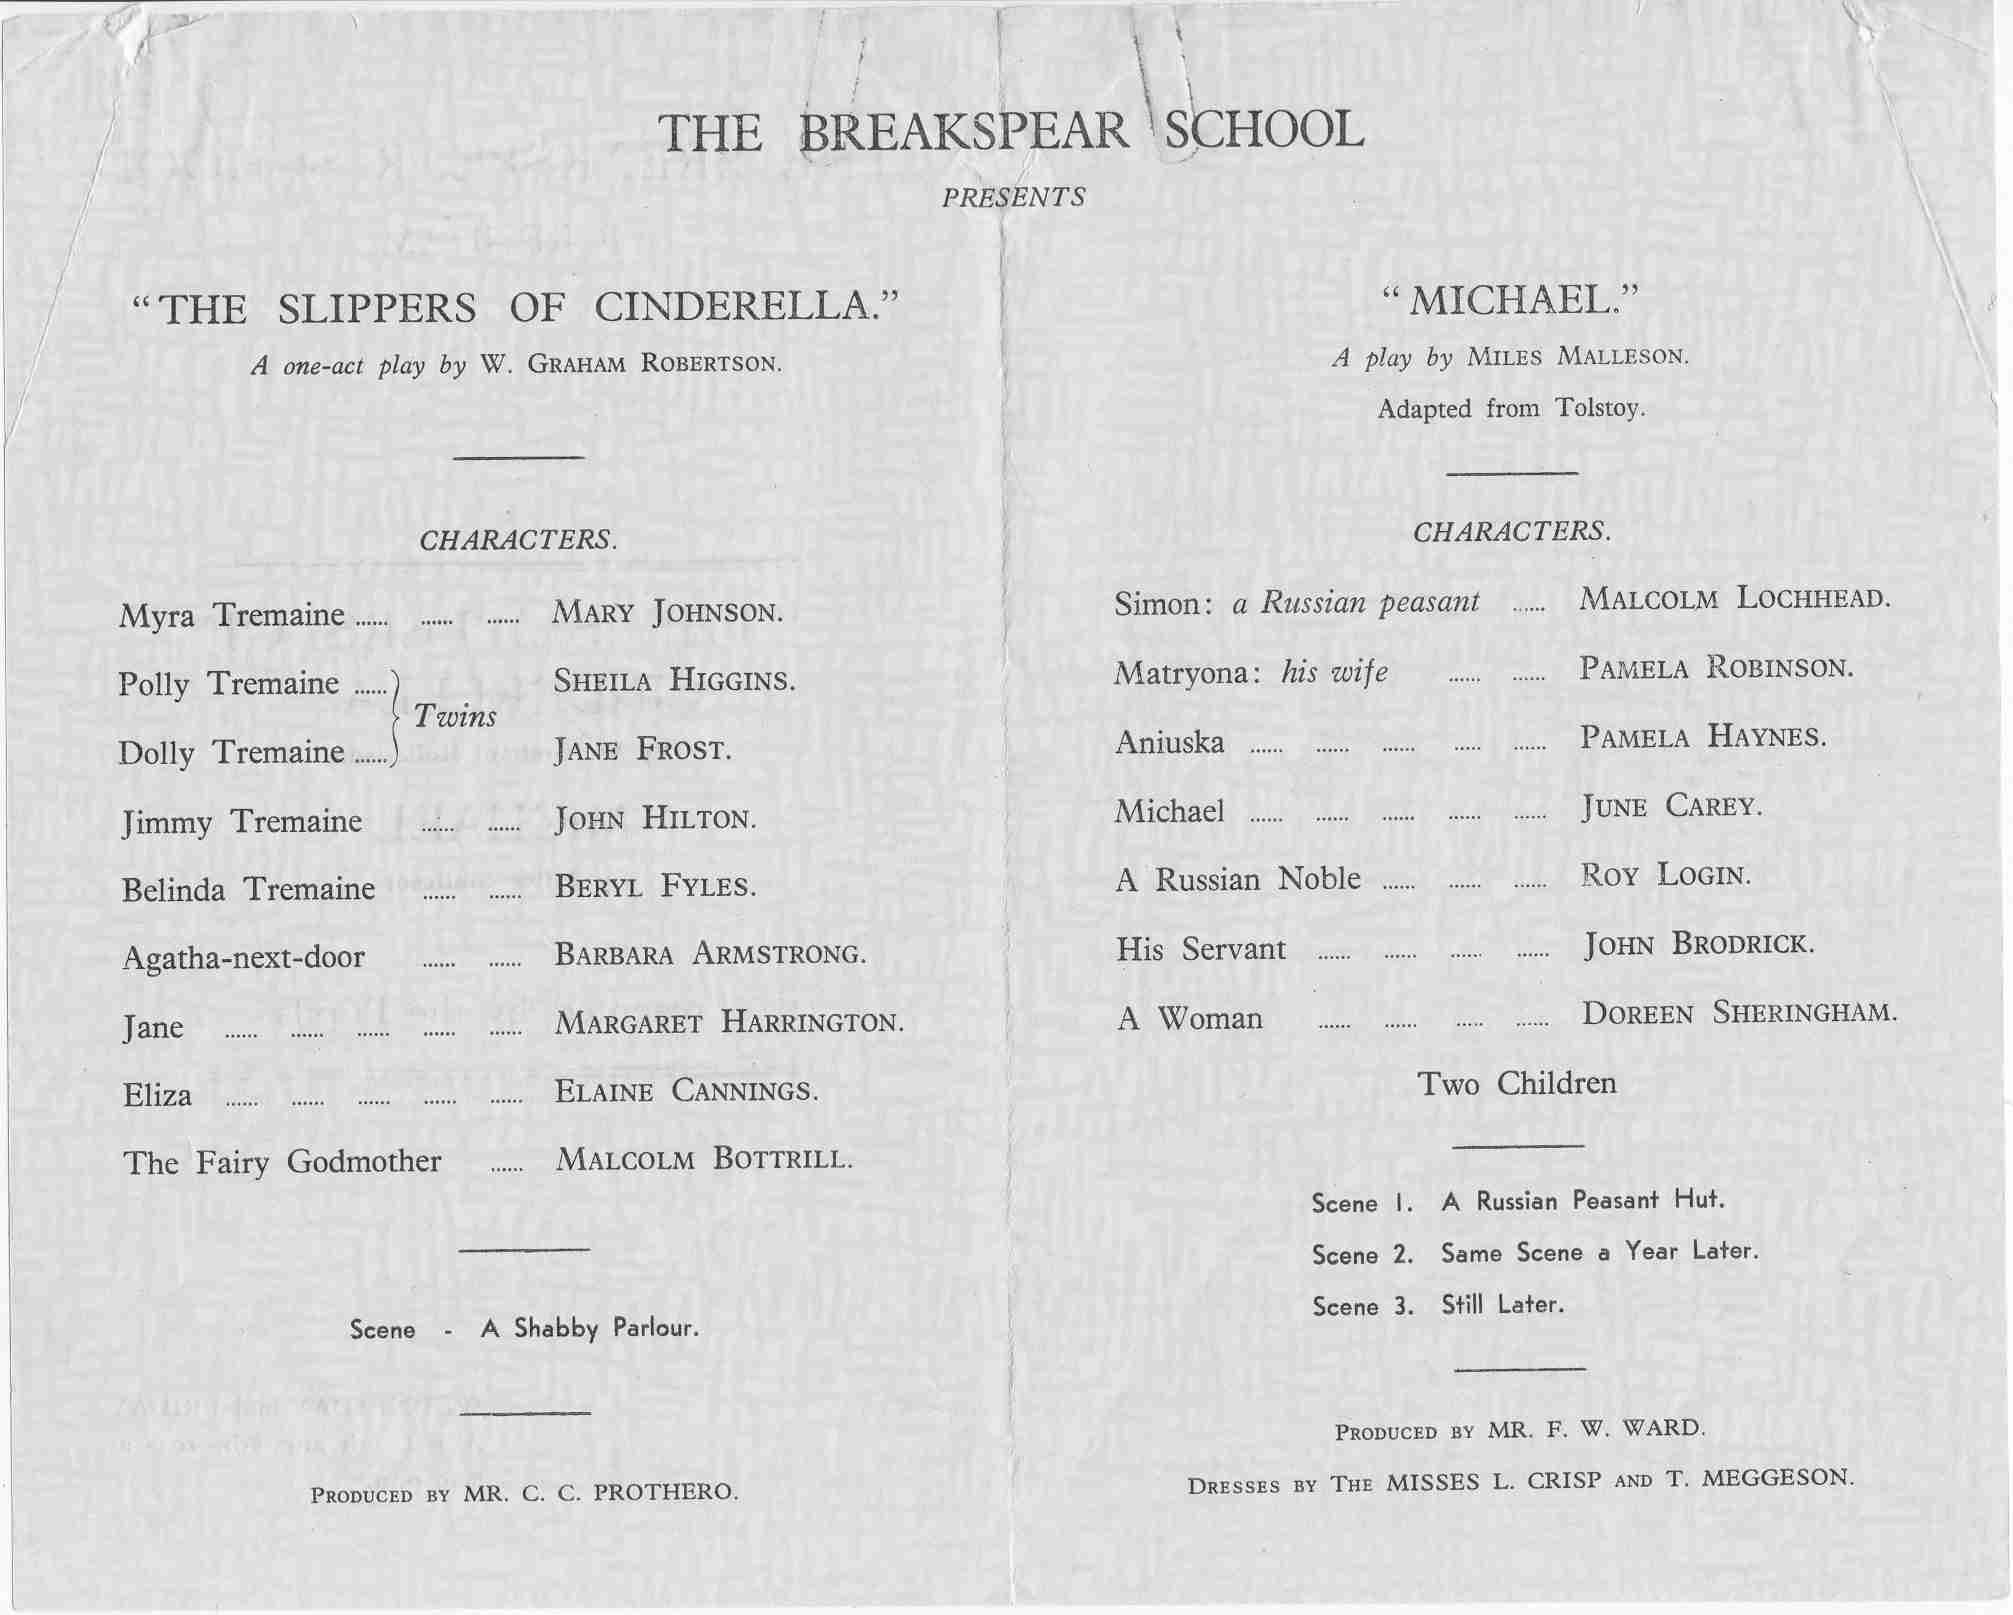 THE BREAKSPEAR SCHOOL
PRESENTS
"THE SLIPPERS OF CINDERELLA."
A one-act play by W. GRAHAM ROBERTSON.
CHARACTERS.
Myra Tremaine ...... ...... ...... MARY JOHNSON.
Polly Tremaine ...... SHEILA HIGGINS.
Twins
Dolly Tremaine ...... JANE FROST.
Jimmy Tremaine ...... ...... JOHN HILTON.
Belinda Tremaine ...... ...... BERYL FYLES.
Agatha-next-door ...... ...... BARBARA ARMSTRONG.
Jane ...... ...... ...... ...... ...... MARGARET HARRINGTON.
Eliza ...... ...... ...... ...... ...... ELAINE CANNINGS.
The Fairy Godmother ...... MALCOLM BOTTRILL.
Scene - A Shabby Parlour.
PRODUCED BY MR. C. C. PROTHERO.
"MICHAEL."
A play by MILES MALLESON.
Adapted from Tolstoy.
CHARACTERS.
Simon: a Russian peasant ...... MALCOLM LOCHHEAD.
Matryona: his wife ...... ...... PAMELA ROBINSON.
Aniuska ...... ...... ...... ...... ...... PAMELA HAYNES.
Michael ...... ...... ...... ...... ...... JUNE CAREY.
A Russian Noble ...... ...... ...... ROY LOGIN.
His Servant ...... ...... ...... ...... JOHN BRODRICK.
A Woman ...... ...... ...... ...... DOREEN SHERINGHAM.
Two Children
Scene 1. A Russian Peasant Hut.
Scene 2. Same Scene a Year Later.
Scene 3. Still Later.
PRODUCED BY MR. F. W. WARD.
DRESSES BY THE MISSES L. CRISP AND T. MEGGESON.